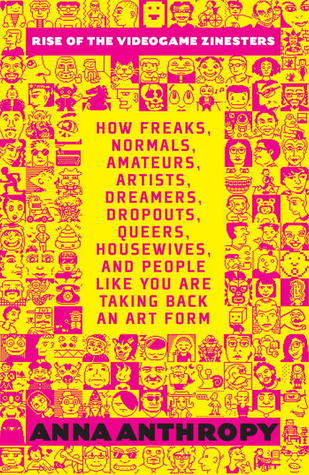 RISE OF THE VIDEOGAME ZINESTERS
HOW FREAKS,
NORMALS,
AMATEURS,
ARTISTS,
DREAMERS,
DROPOUTS,
QUEERS,
HOUSEWIVES,
AND PEOPLE
LIKE YOU ARE
TAKING BACK
AN ART FORM
ANNA ANTHROPY